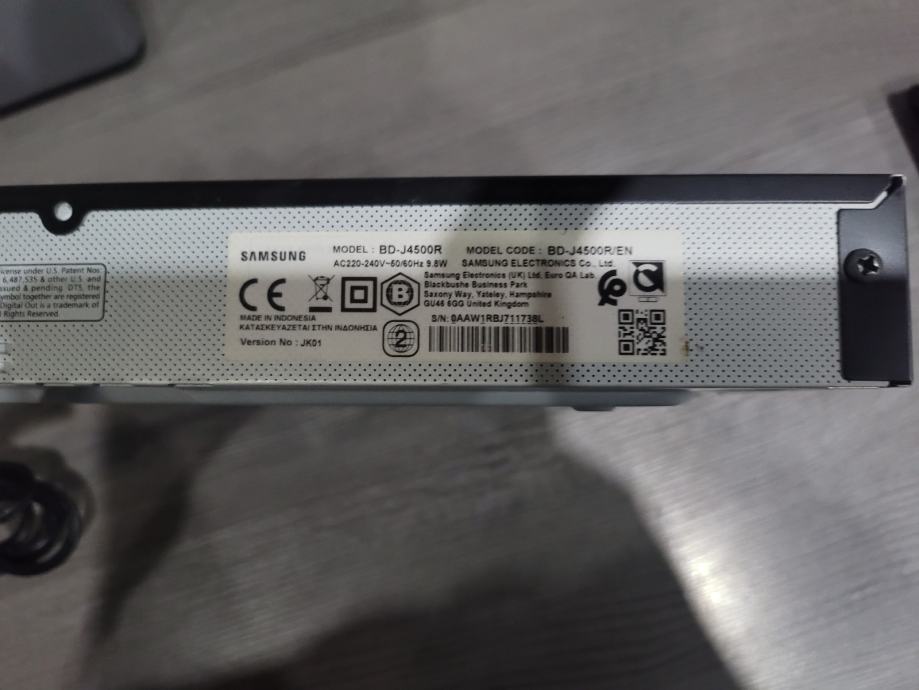 license under U.S. Patent Nos
6,487,535 & other U.S. and
issued & pending DTS, the
ymbol together are registered
Digital Out is a trademark of
l Rights Reserved.
SAMSUNG
MODEL : BD-J4500R
MODEL CODE : BD-J4500R/EN
AC220-240V~50/60Hz 9.8W
SAMSUNG ELECTRONICS Co., Ltd.
Samsung Electronics (UK) Ltd, Euro QA Lab.
Blackbushe Business Park
Saxony Way, Yateley, Hampshire
GU46 6GG United Kingdom
CE
B
MADE IN INDONESIA
ΚΑΤΑΣΚΕΥΑΖΕΤΑΙ ΣΤΗΝ ΙΝΔΟΝΗΣΙΑ
Version No : JK01
2
S/N: 0AAW1RBJ711738L